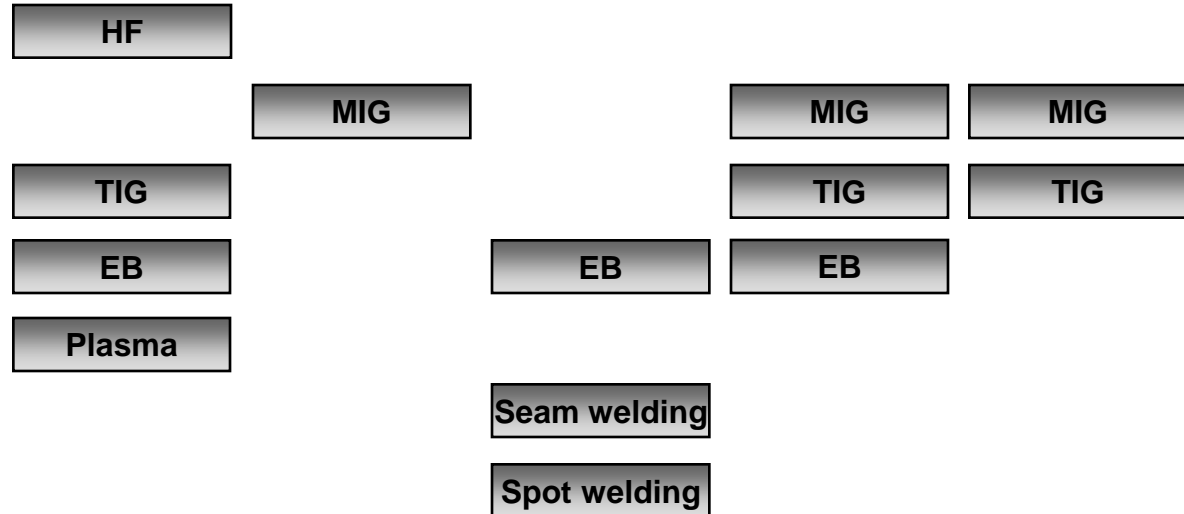 HF
MIG MIG MIG
TIG TIG TIG
EB EB EB
Plasma
Seam welding
Spot welding